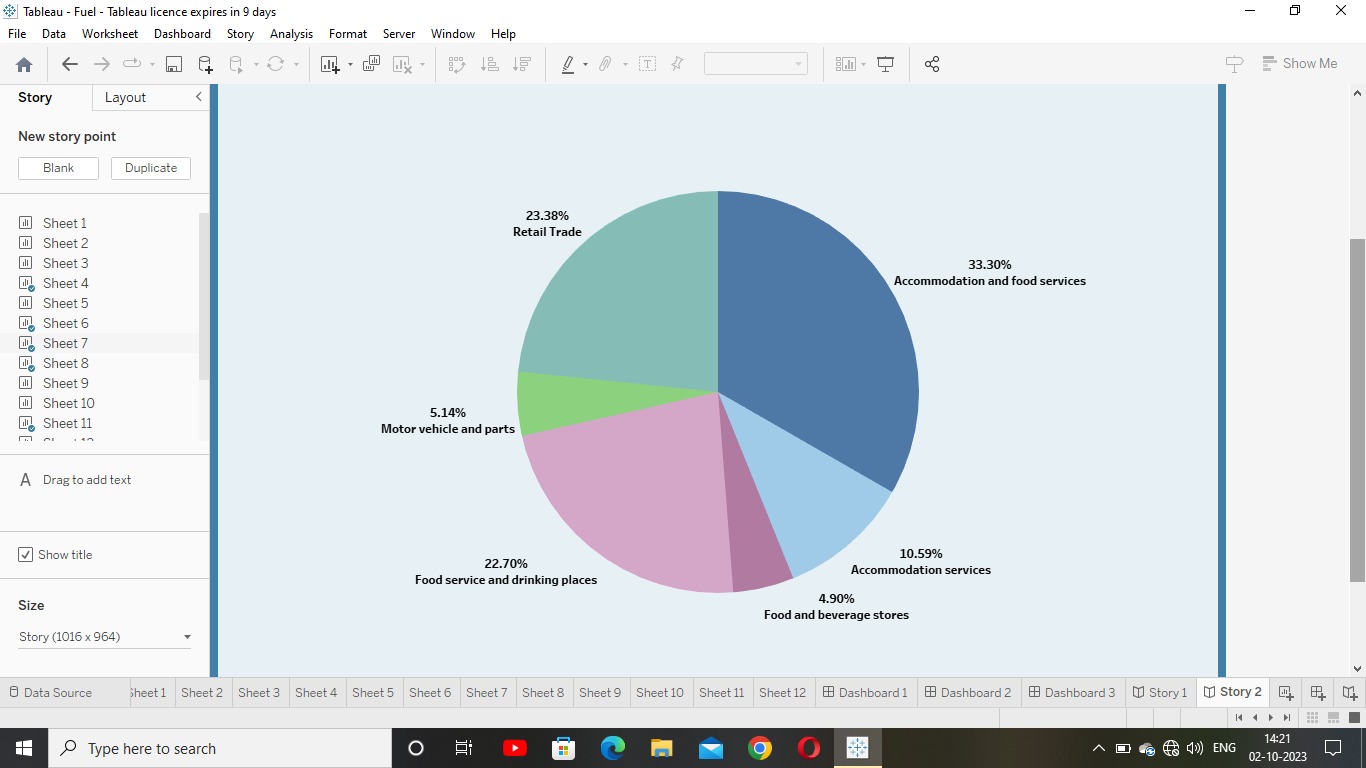 Tableau - Fuel - Tableau licence expires in 9 days
File Data Worksheet Dashboard Story Analysis Format Server Window Help
Show Me
Story Layout
New story point
Blank Duplicate
Sheet 1
Sheet 2
Sheet 3
Sheet 4
Sheet 5
Sheet 6
Sheet 7
Sheet 8
Sheet 9
Sheet 10
Sheet 11
A Drag to add text
Show title
Size
Story (1016 x 964)
23.38%
Retail Trade
33.30%
Accommodation and food services
5.14%
Motor vehicle and parts
22.70%
Food service and drinking places
10.59%
Accommodation services
4.90%
Food and beverage stores
Data Source Sheet 1 Sheet 2 Sheet 3 Sheet 4 Sheet 5 Sheet 6 Sheet 7 Sheet 8 Sheet 9 Sheet 10 Sheet 11 Sheet 12 Dashboard 1 Dashboard 2 Dashboard 3 Story 1 Story 2
Type here to search
ENG
14:21
02-10-2023